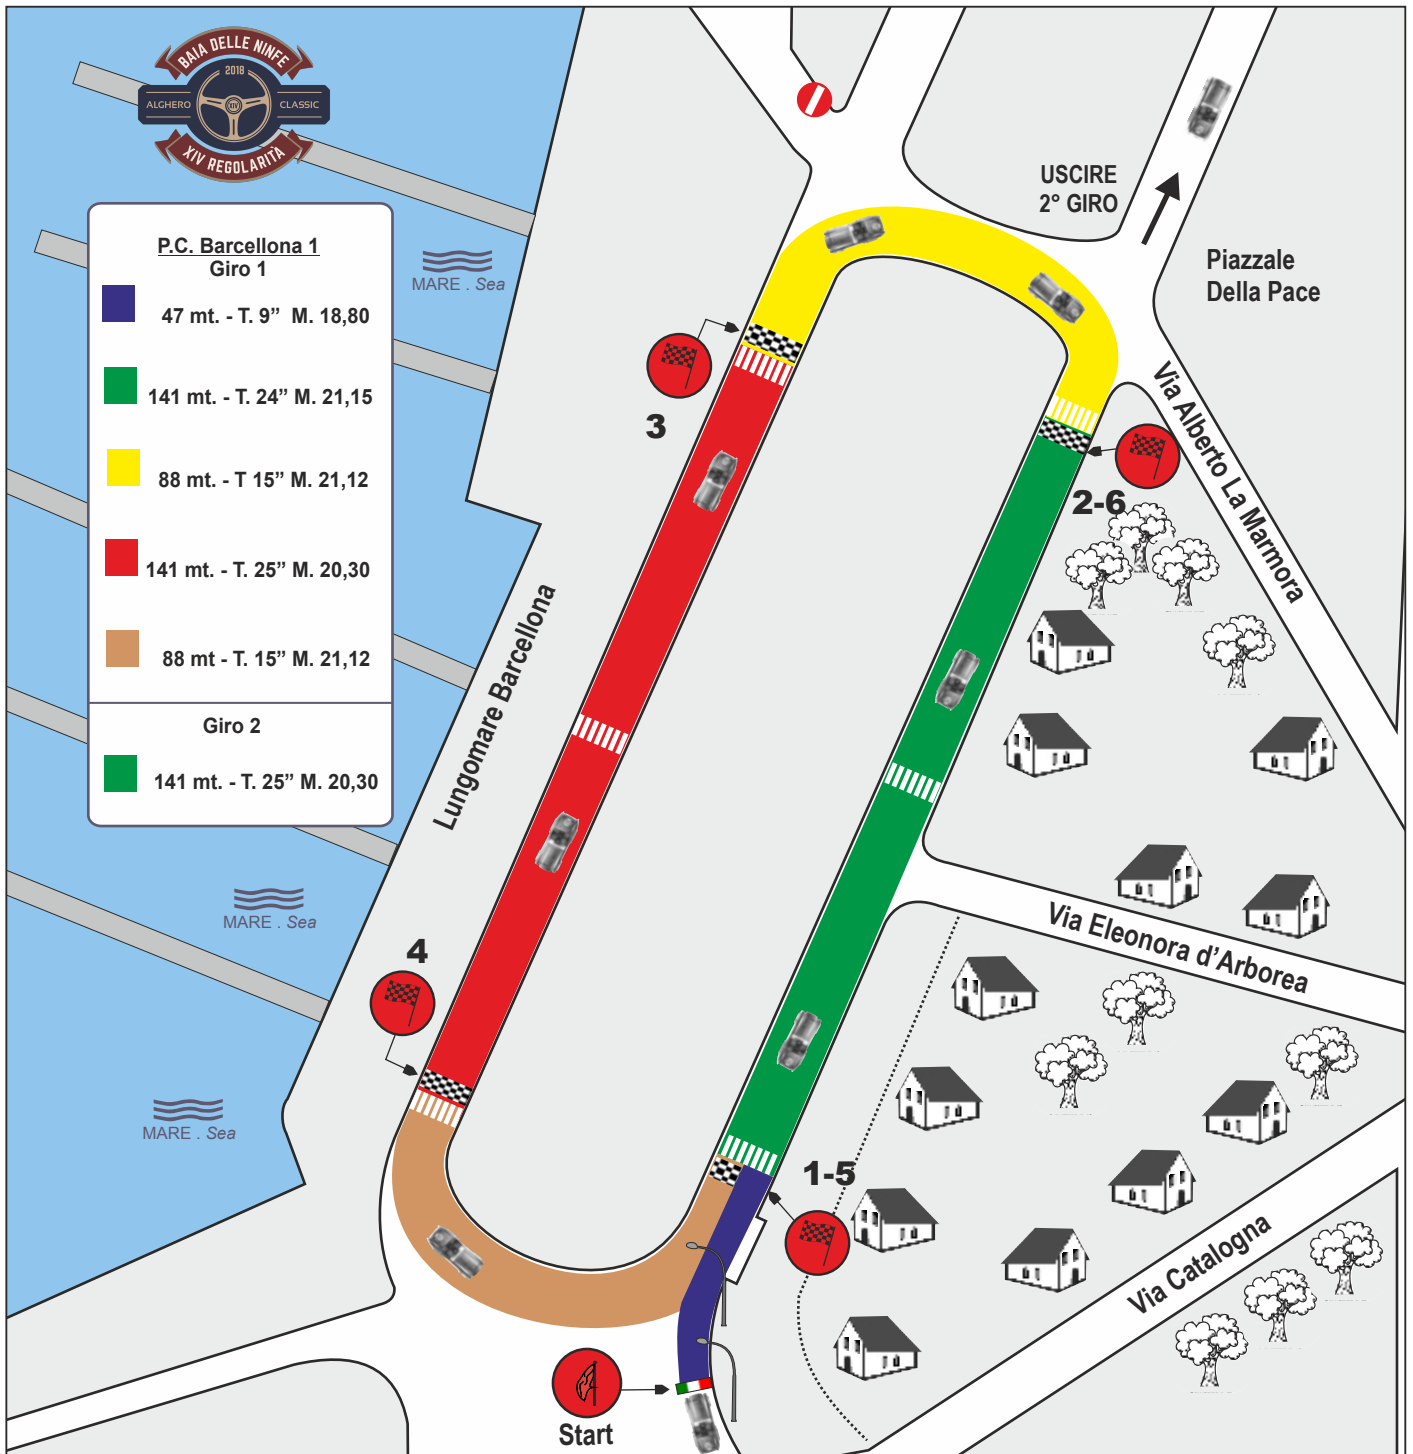 BAIA DELLE NINFE
2018
ALGHERO
XIV
CLASSIC
XIV REGOLARITÀ
P.C. Barcellona 1
Giro 1
47 mt. - T. 9” M. 18,80
141 mt. - T. 24” M. 21,15
88 mt. - T 15” M. 21,12
141 mt. - T. 25” M. 20,30
88 mt - T. 15” M. 21,12
Giro 2
141 mt. - T. 25” M. 20,30
MARE . Sea
USCIRE
2° GIRO
Piazzale
Della Pace
3
2-6
Via Alberto La Marmora
Lungomare Barcellona
MARE . Sea
4
Via Eleonora d’Arborea
MARE . Sea
1-5
Via Catalogna
Start